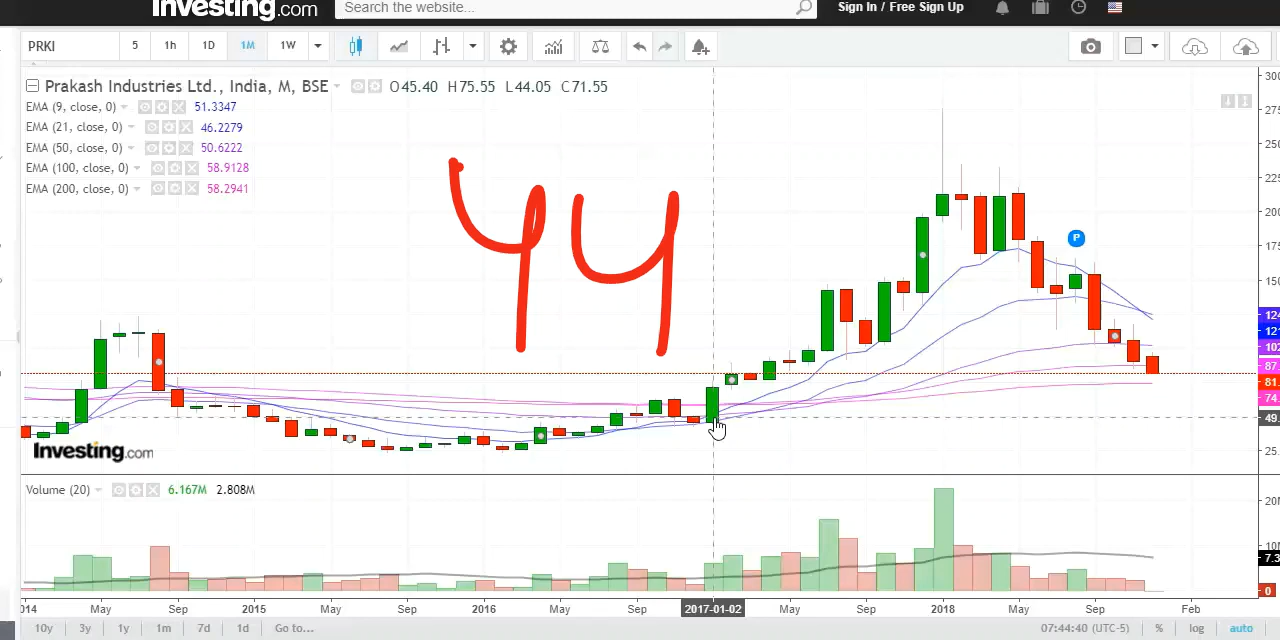 Investing.com
Search the website...
Sign In / Free Sign Up
PRKI
5
1h
1D
1M
1W
Prakash Industries Ltd., India, M, BSE
O45.40 H75.55 L44.05 C71.55
EMA (9, close, 0) 51.3347
EMA (21, close, 0) 46.2279
EMA (50, close, 0) 50.6222
EMA (100, close, 0) 58.9128
EMA (200, close, 0) 58.2941
44
P
Investing.com
Volume (20) 6.167M 2.808M
25
20M
2014 May Sep 2015 May Sep 2016 May Sep 2017-01-02 May Sep 2018 May Sep Feb
10y 3y 1y 1m 7d 1d Go to...
07:44:40 (UTC-5) % log auto